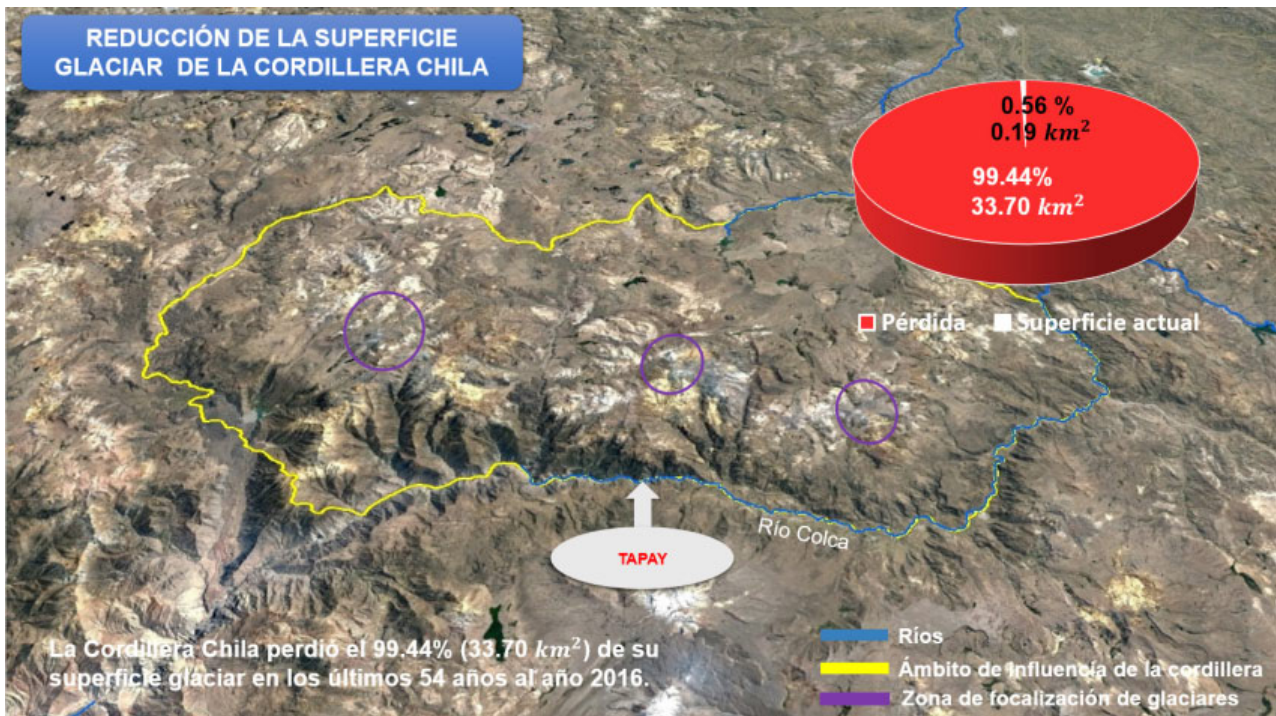 REDUCCIÓN DE LA SUPERFICIE
GLACIAR DE LA CORDILLERA CHILA
0.56 %
0.19 km²
99.44%
33.70 km²
Pérdida Superficie actual
Río Colca
TAPAY
La Cordillera Chila perdió el 99.44% (33.70 km²) de su
superficie glaciar en los últimos 54 años al año 2016.
Ríos
Ámbito de influencia de la cordillera
Zona de focalización de glaciares